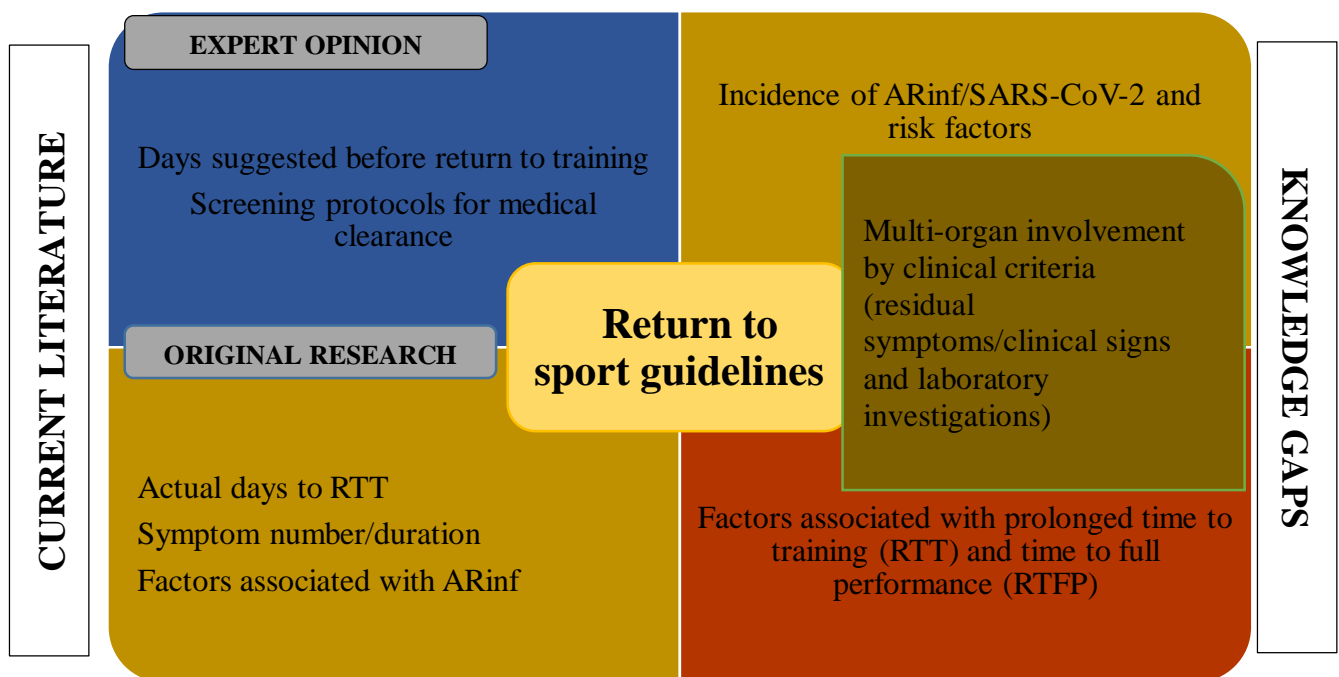 CURRENT LITERATURE
EXPERT OPINION
Days suggested before return to training
Screening protocols for medical
clearance
ORIGINAL RESEARCH
Actual days to RTT
Symptom number/duration
Factors associated with ARinf
Return to
sport guidelines
Incidence of ARinf/SARS-CoV-2 and
risk factors
Multi-organ involvement
by clinical criteria
(residual
symptoms/clinical signs
and laboratory
investigations)
Factors associated with prolonged time to
training (RTT) and time to full
performance (RTFP)
KNOWLEDGE GAPS